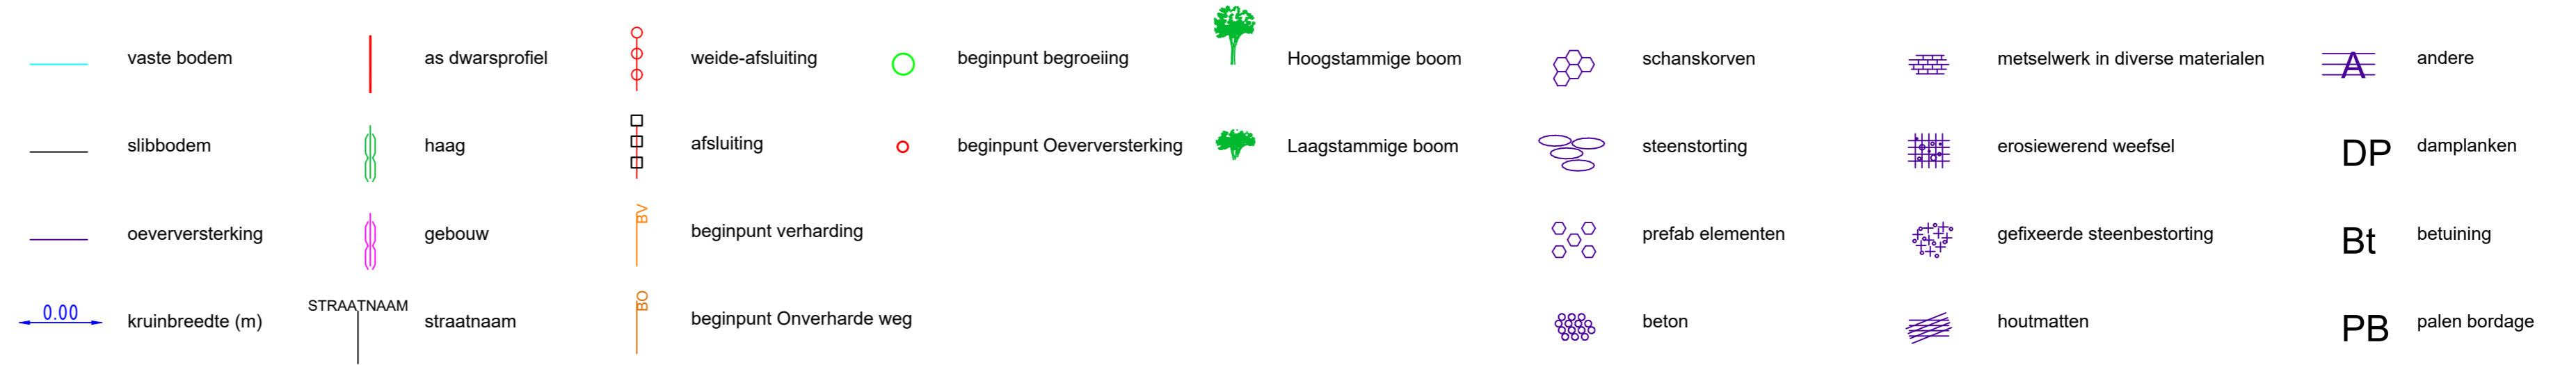 vaste bodem
slibbodem
oeverversterking
0.00 kruinbreedte (m)
as dwarsprofiel
haag
gebouw
STRAATNAAM
straatnaam
weide-afsluiting
afsluiting
BV
beginpunt verharding
BO
beginpunt Onverharde weg
beginpunt begroeiing
beginpunt Oeverversterking
Hoogstammige boom
Laagstammige boom
schanskorven
steenstorting
prefab elementen
beton
metselwerk in diverse materialen
erosiewerend weefsel
gefixeerde steenbestorting
houtmatten
A andere
DP damplanken
Bt betuining
PB palen bordage